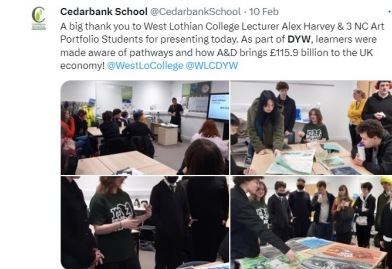 Cedarbank School @CedarbankSchool · 10 Feb
A big thank you to West Lothian College Lecturer Alex Harvey & 3 NC Art
Portfolio Students for presenting today. As part of DYW, learners were
made aware of pathways and how A&D brings £115.9 billion to the UK
economy! @WestLoCollege @WLCDYW